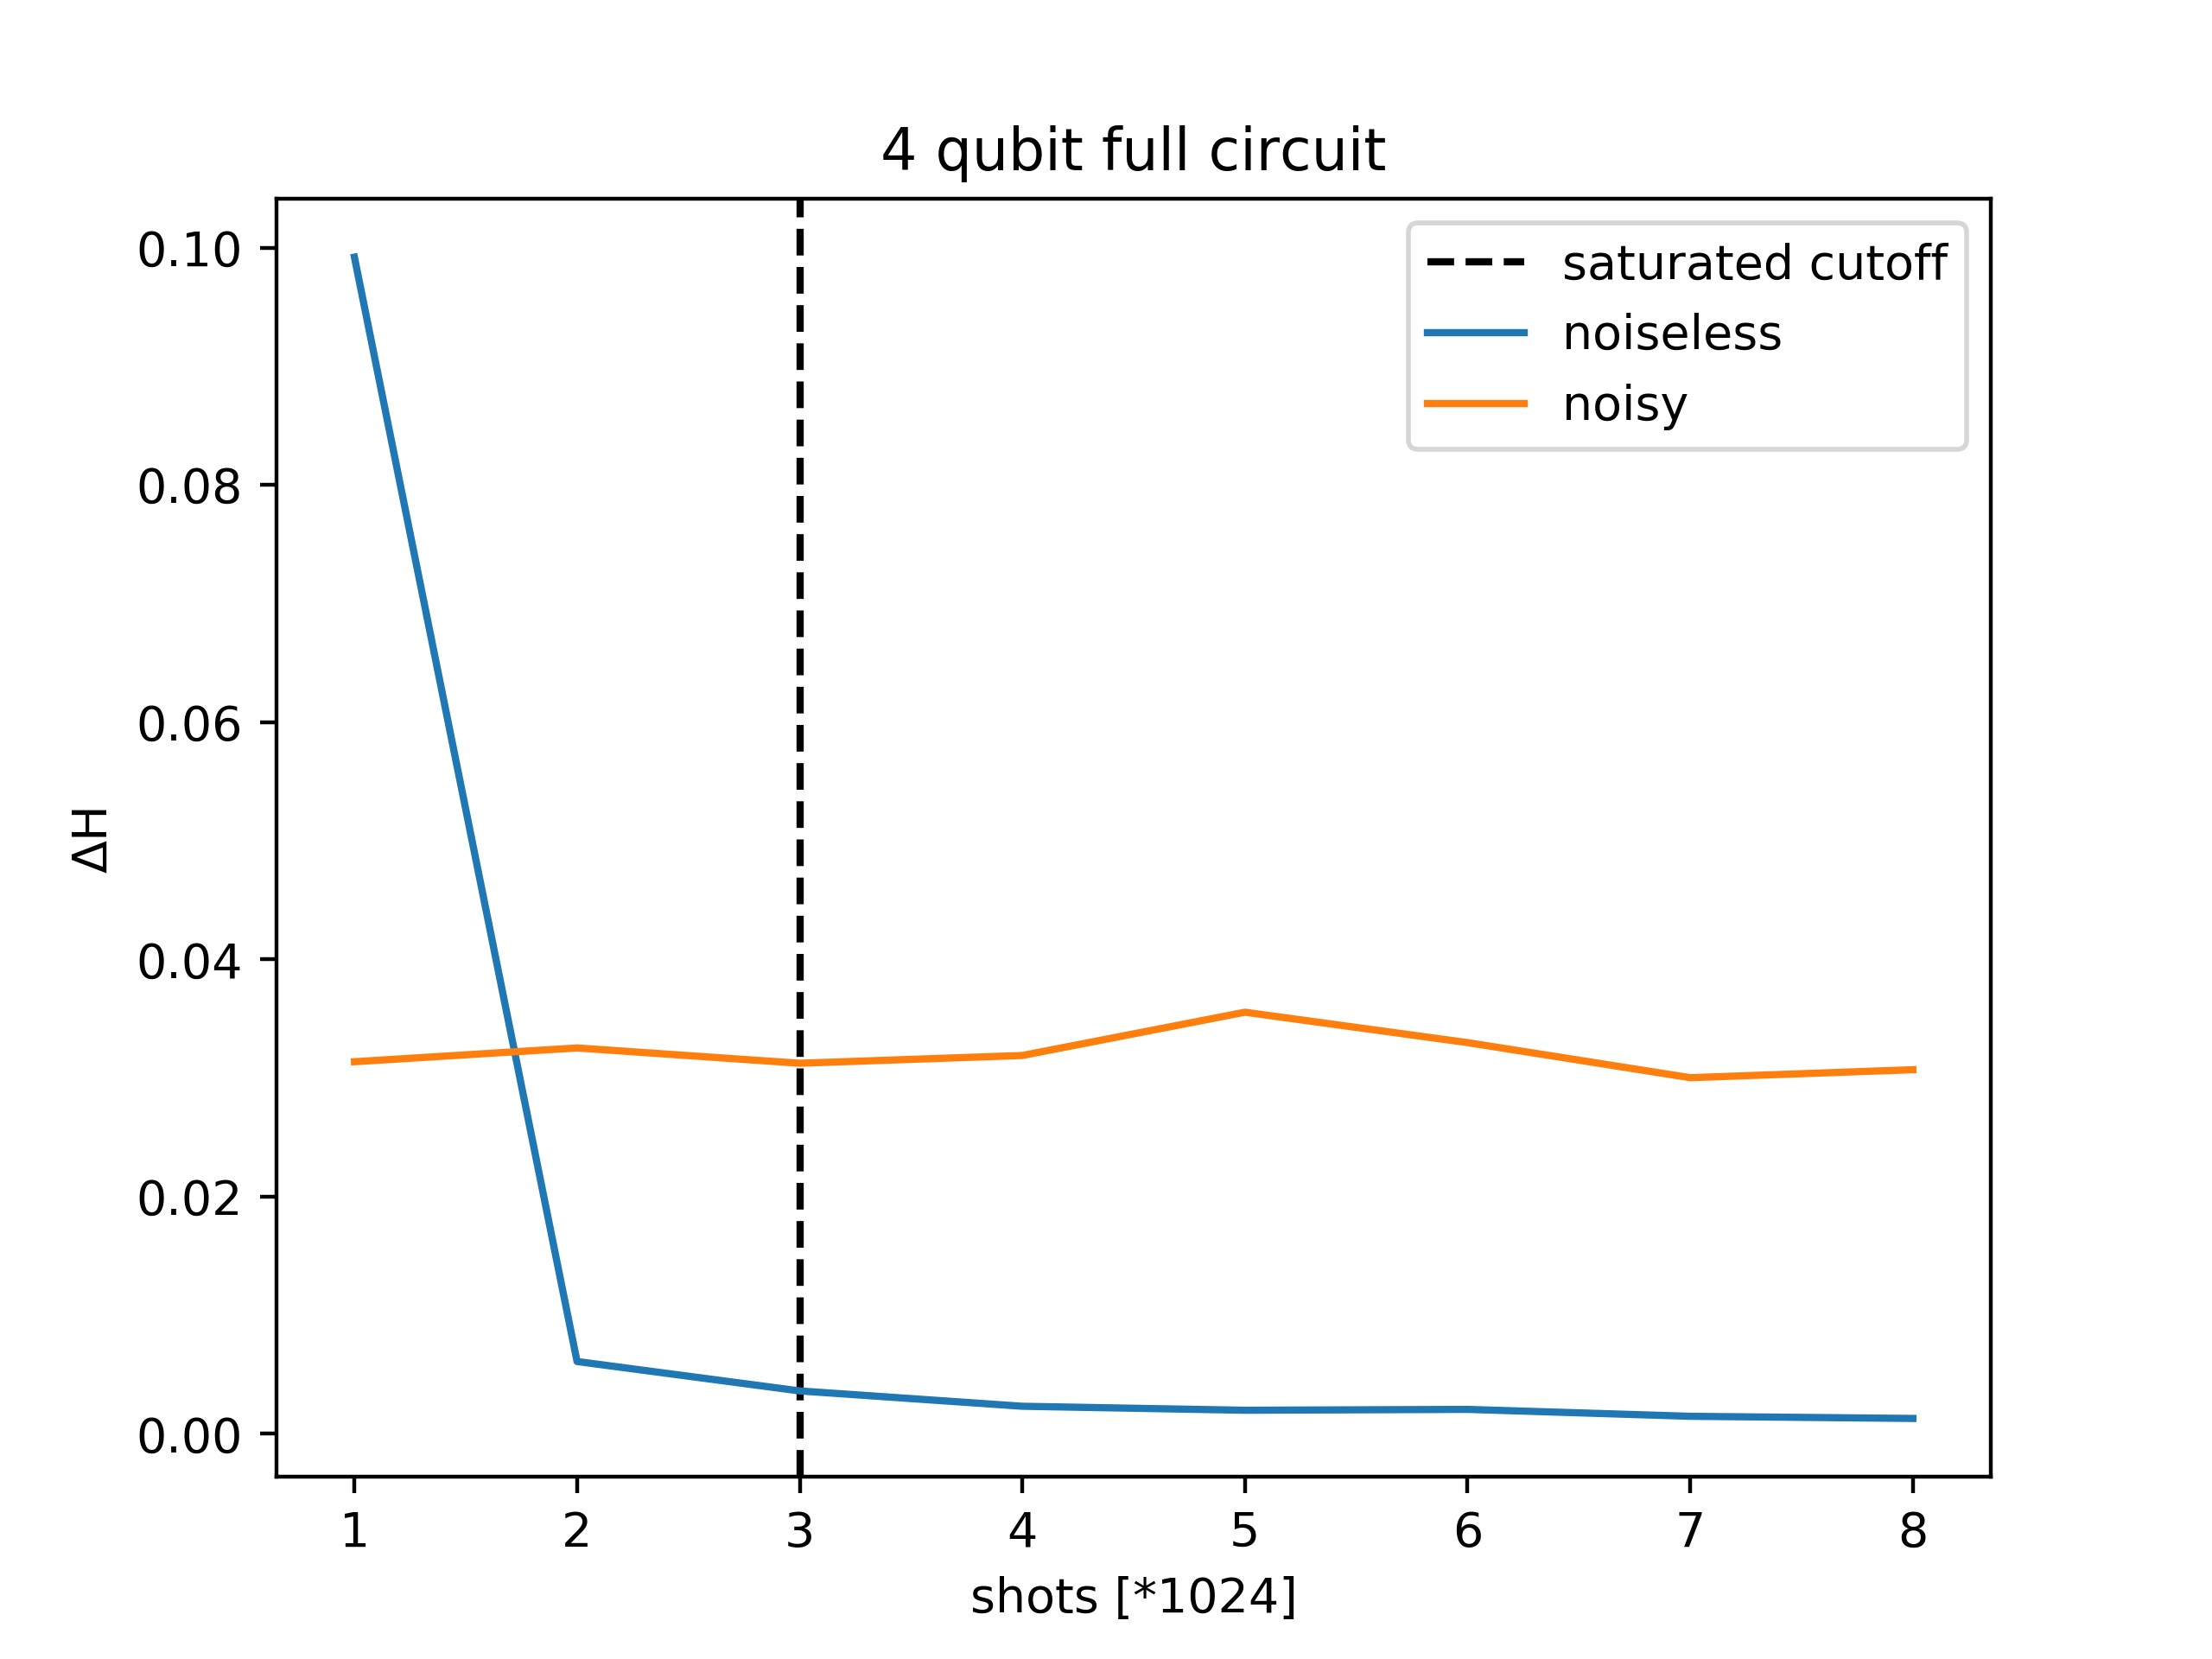 4 qubit full circuit
saturated cutoff
noiseless
noisy
0.10
0.08
0.06
0.04
0.02
0.00
ΔH
1 2 3 4 5 6 7 8
shots [*1024]